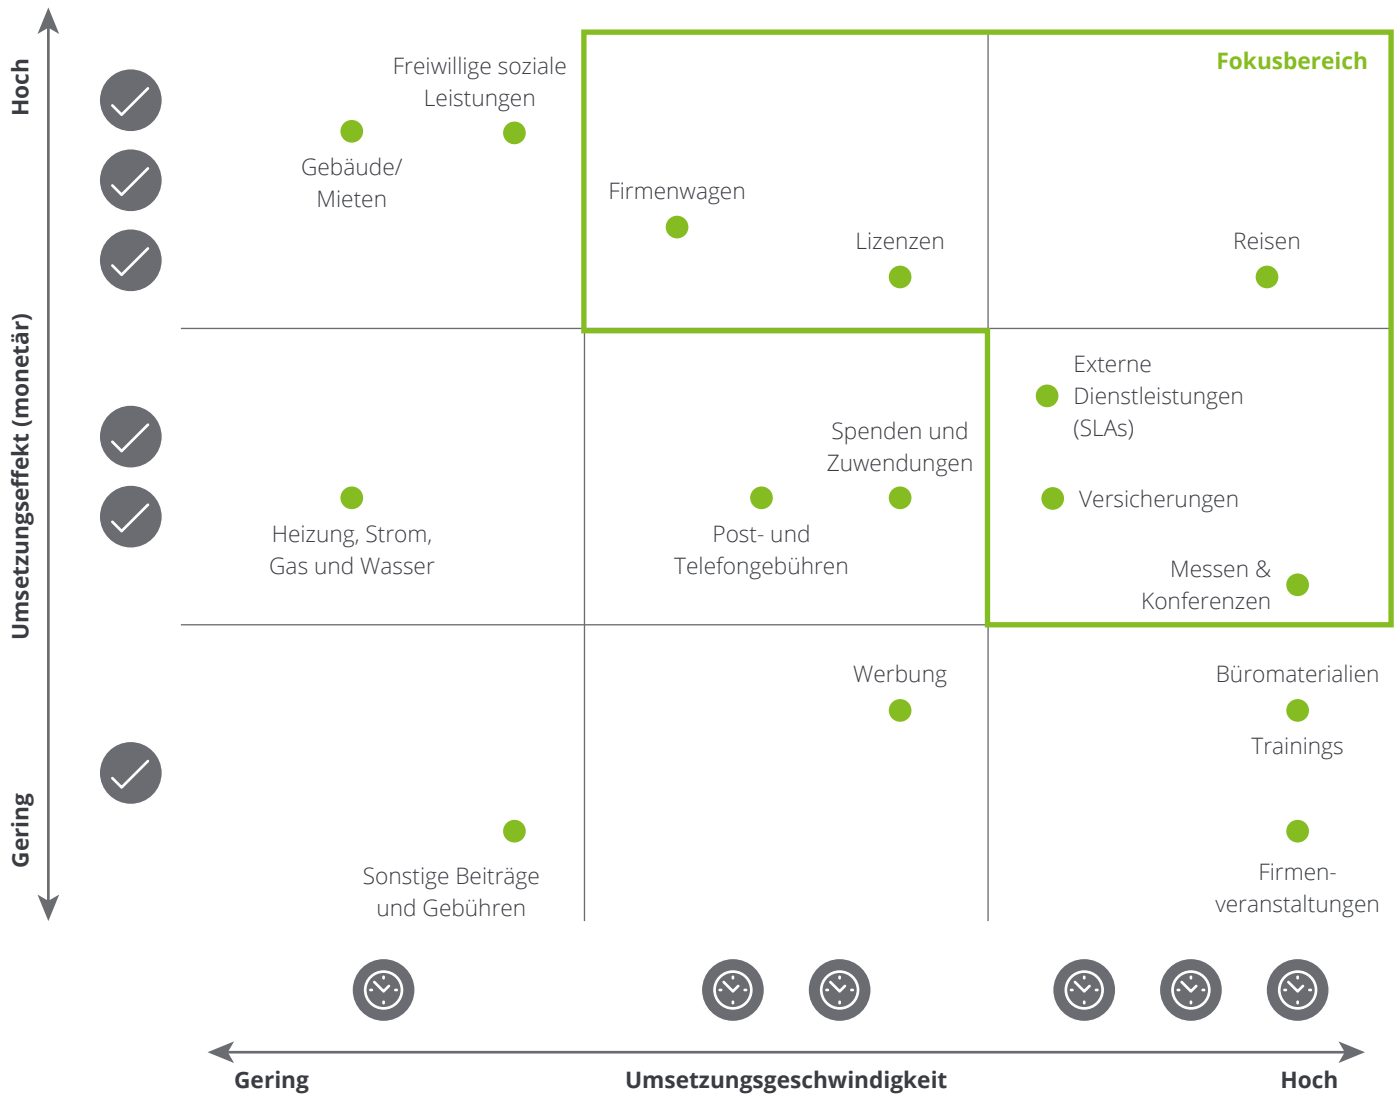 Hoch
Umsetzungseffekt (monetär)
Gering
Fokusbereich
Freiwillige soziale
Leistungen
Gebäude/
Mieten
Firmenwagen
Lizenzen
Reisen
Heizung, Strom,
Gas und Wasser
Spenden und
Zuwendungen
Post- und
Telefongebühren
Externe
Dienstleistungen
(SLAs)
Versicherungen
Messen &
Konferenzen
Sonstige Beiträge
und Gebühren
Werbung
Büromaterialien
Trainings
Firmen-
veranstaltungen
Gering
Umsetzungsgeschwindigkeit
Hoch